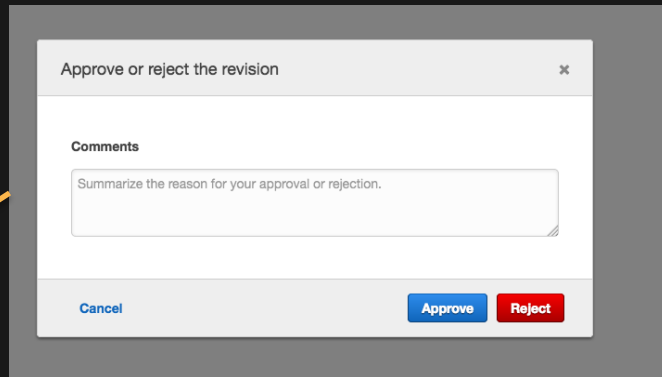 Approve or reject the revision
Comments
Summarize the reason for your approval or rejection.
Cancel
Approve
Reject